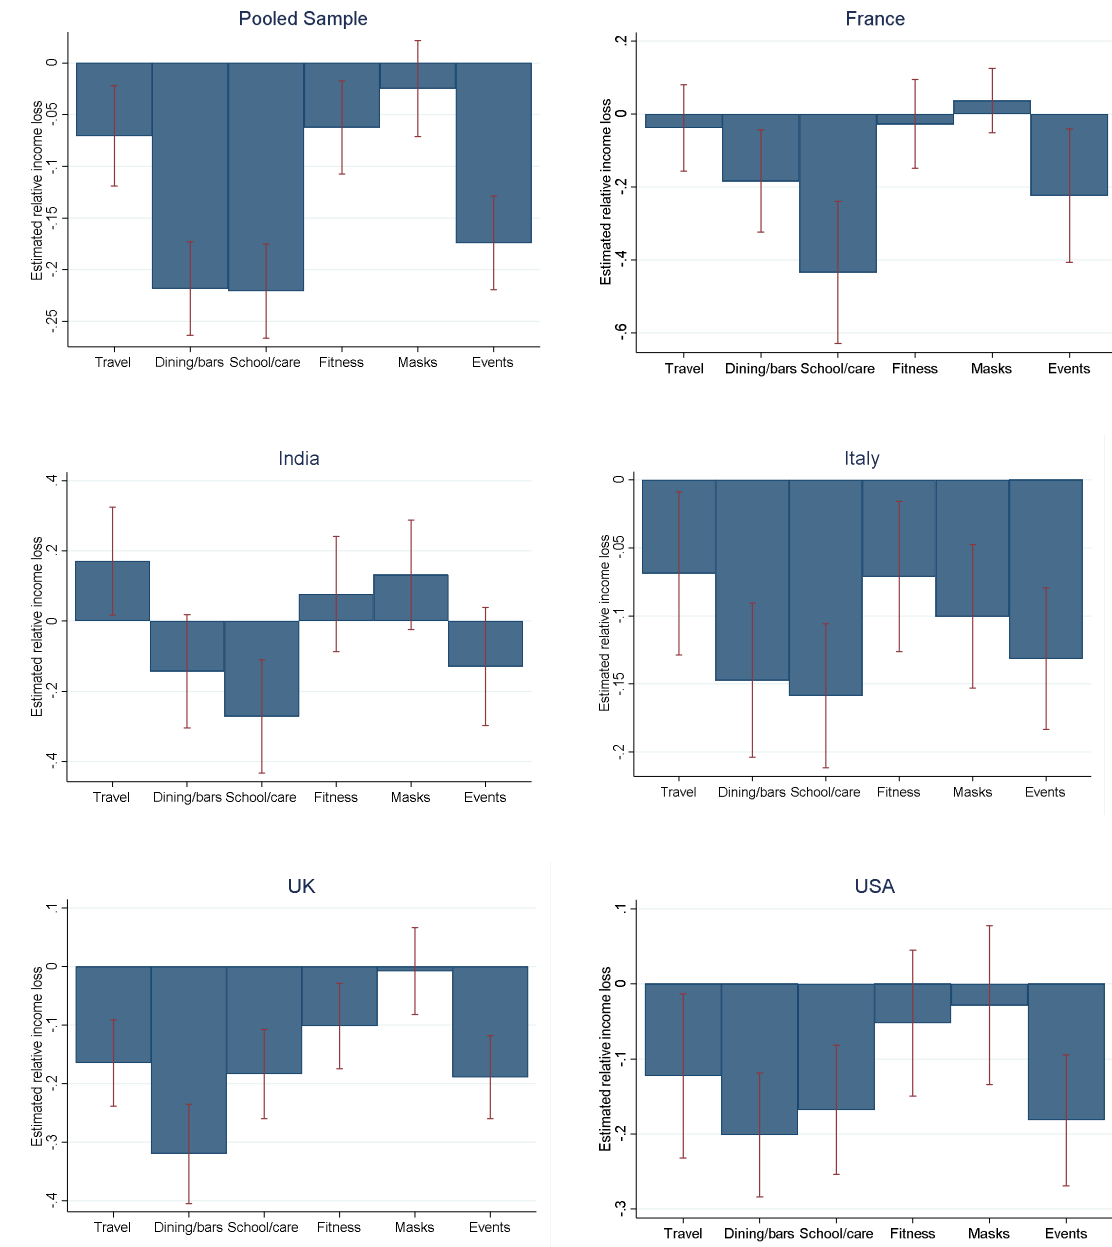 Pooled Sample
Estimated relative income loss
0
-.05
-.1
-.15
-.2
-.25
Travel Dining/bars School/care Fitness Masks Events
France
Estimated relative income loss
.2
0
-.2
-.4
-.6
Travel Dining/bars School/care Fitness Masks Events
India
Estimated relative income loss
.4
.2
0
-.2
-.4
Travel Dining/bars School/care Fitness Masks Events
Italy
Estimated relative income loss
0
-.05
-.1
-.15
-.2
Travel Dining/bars School/care Fitness Masks Events
UK
Estimated relative income loss
.1
0
-.1
-.2
-.3
-.4
Travel Dining/bars School/care Fitness Masks Events
USA
Estimated relative income loss
.1
0
-.1
-.2
-.3
Travel Dining/bars School/care Fitness Masks Events